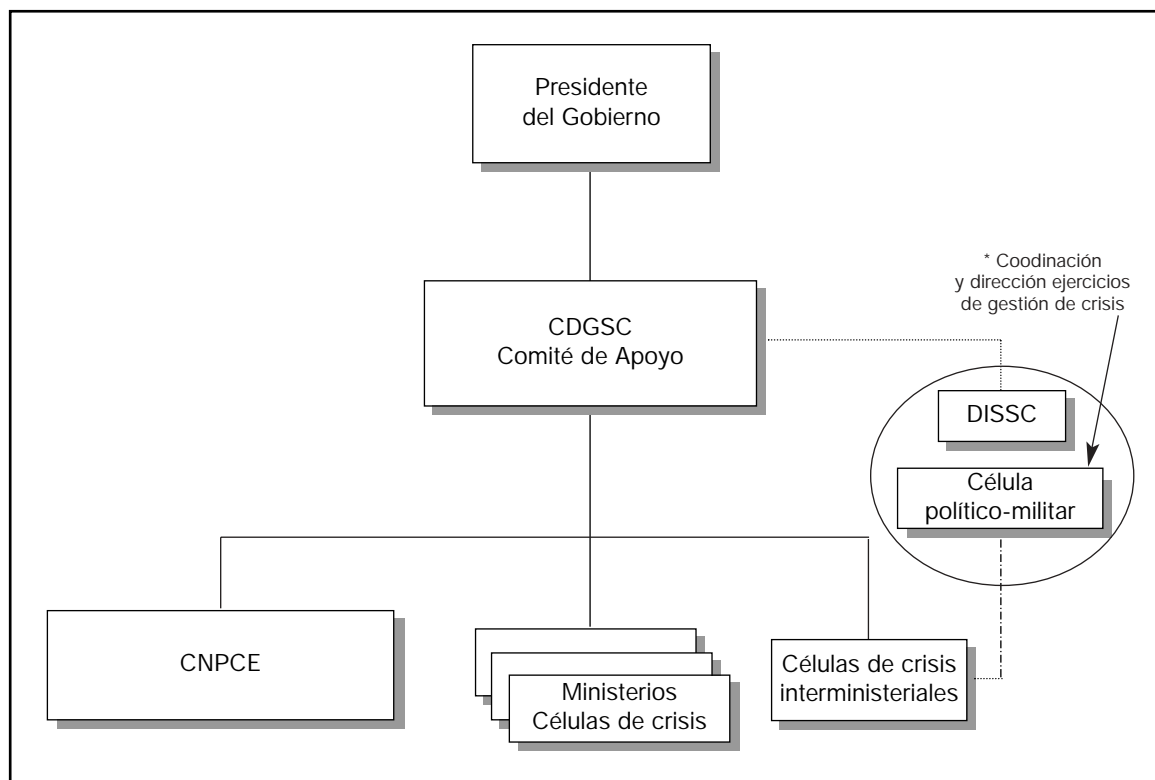 Presidente
del Gobierno
CDGSC
Comité de Apoyo
* Coodinación
y dirección ejercicios
de gestión de crisis
DISSC
Célula
político-militar
CNPCE
Ministerios
Células de crisis
Células de crisis
interministeriales